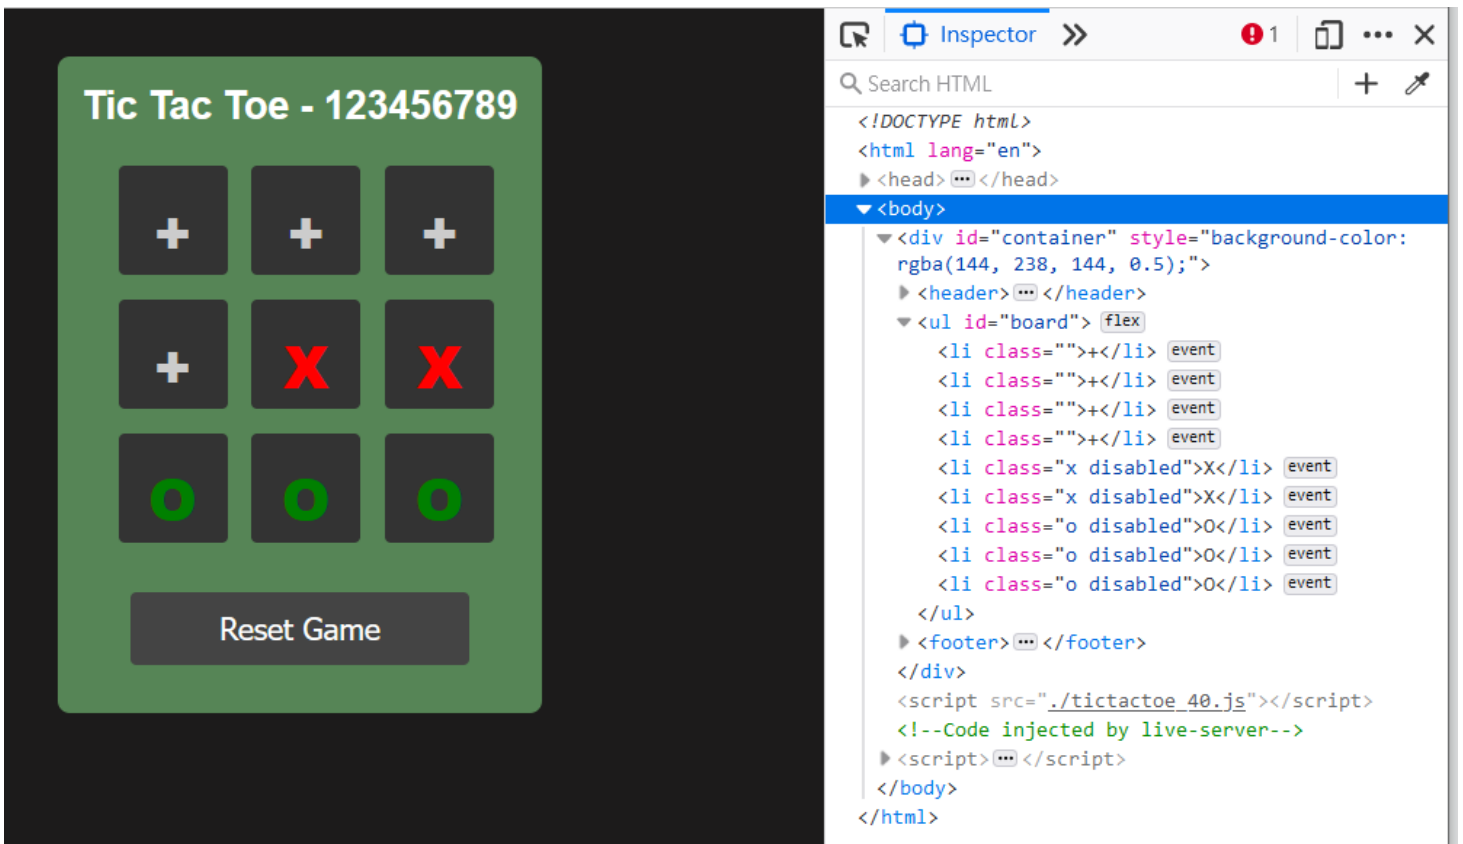 Tic Tac Toe - 123456789
+ + +
+ X X
O O O
Reset Game
Inspector
1
Search HTML
<!DOCTYPE html>
<html lang="en">
<head> ••• </head>
<body>
<div id="container" style="background-color:
rgba(144, 238, 144, 0.5);">
<header> ••• </header>
<ul id="board"> flex
<li class="">+</li> event
<li class="">+</li> event
<li class="">+</li> event
<li class="">+</li> event
<li class="x disabled">X</li> event
<li class="x disabled">X</li> event
<li class="o disabled">O</li> event
<li class="o disabled">O</li> event
<li class="o disabled">O</li> event
</ul>
<footer> ••• </footer>
</div>
<script src="./tictactoe_40.js"></script>
<!--Code injected by live-server-->
<script> ••• </script>
</body>
</html>